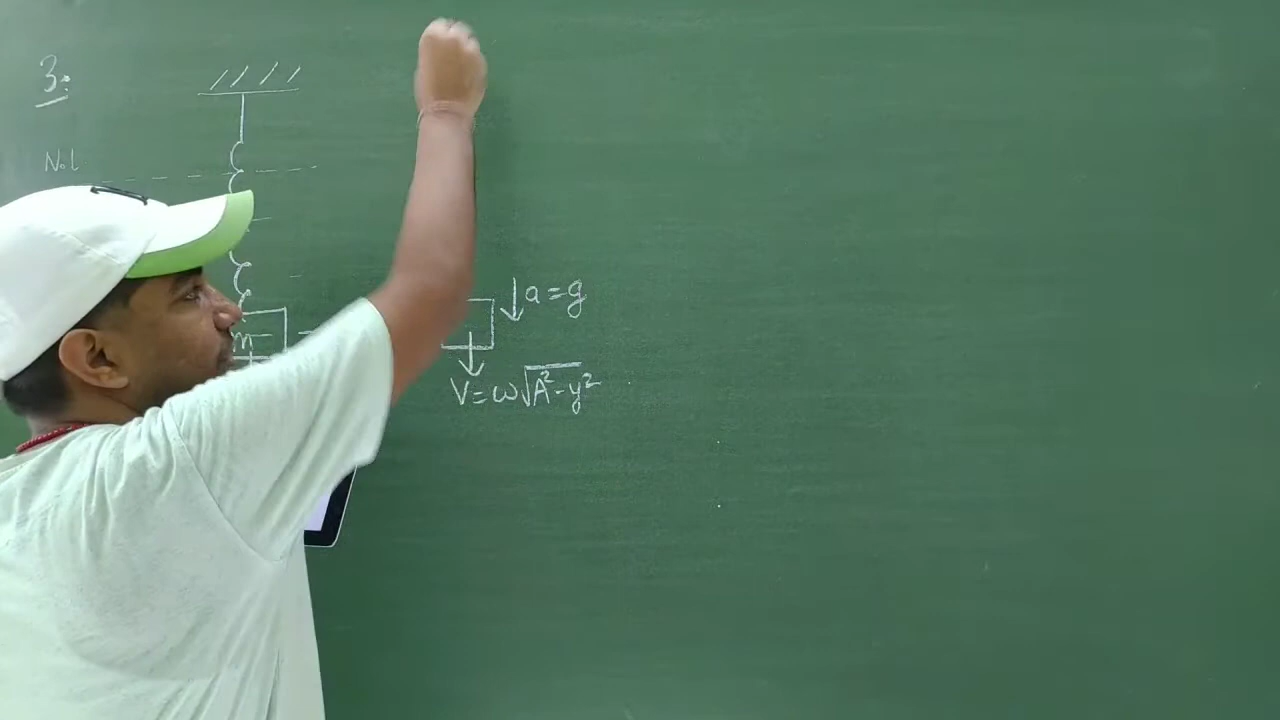 3:
N.l
m
a=g
V=ω√A²-y²